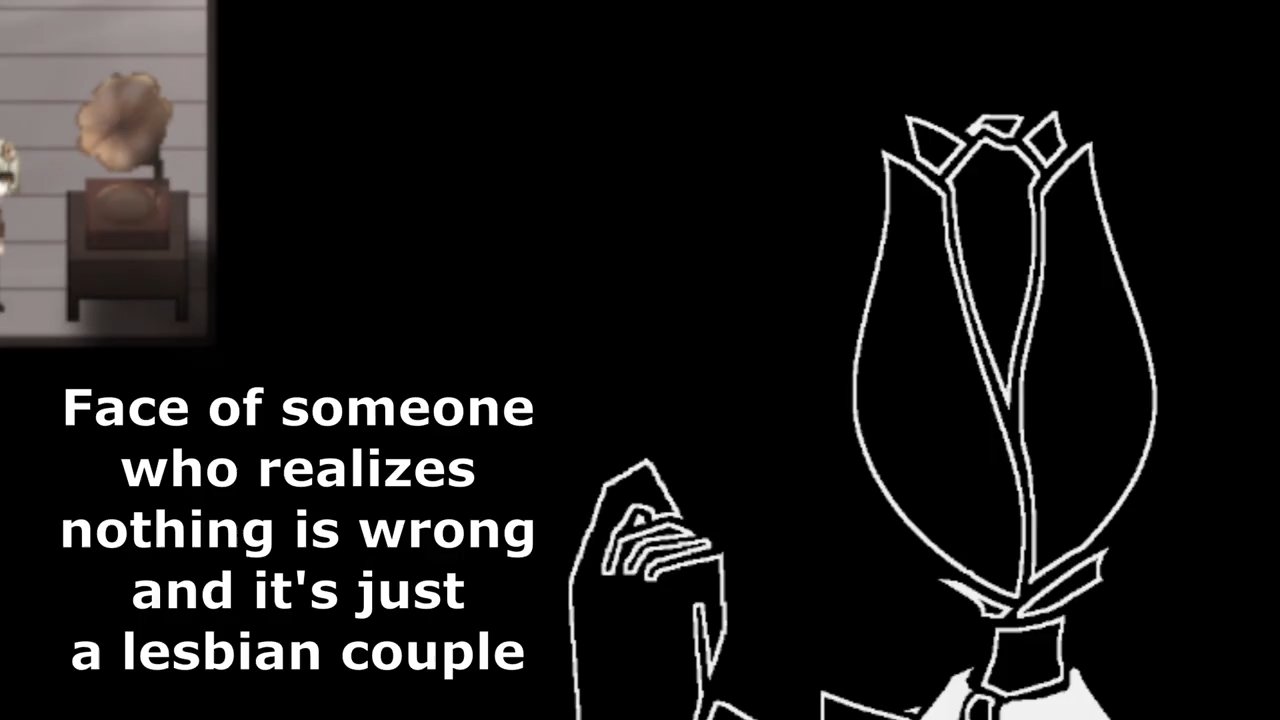 Face of someone
who realizes
nothing is wrong
and it's just
a lesbian couple